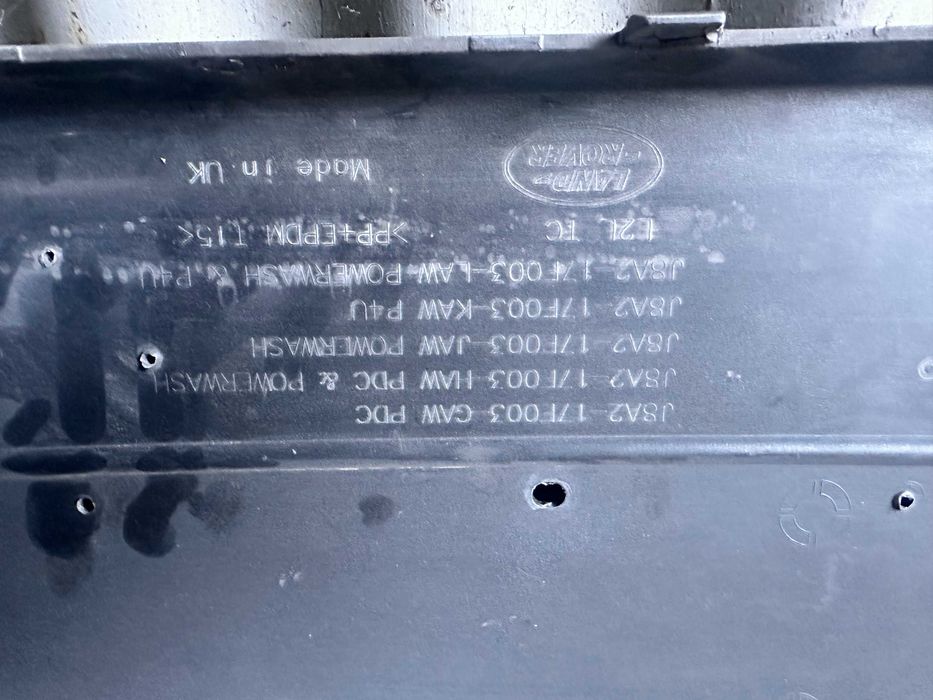 J8A2-17F003-GAW PDC
J8A2-17F003-HAW PDC & POWERWASH
J8A2-17F003-JAW POWERWASH
J8A2-17F003-KAW P4U
J8A2-17F003-LAW POWERWASH & P4U
E2L TC >PP+EPDM T15<
LAND-
-ROVER
Made in UK